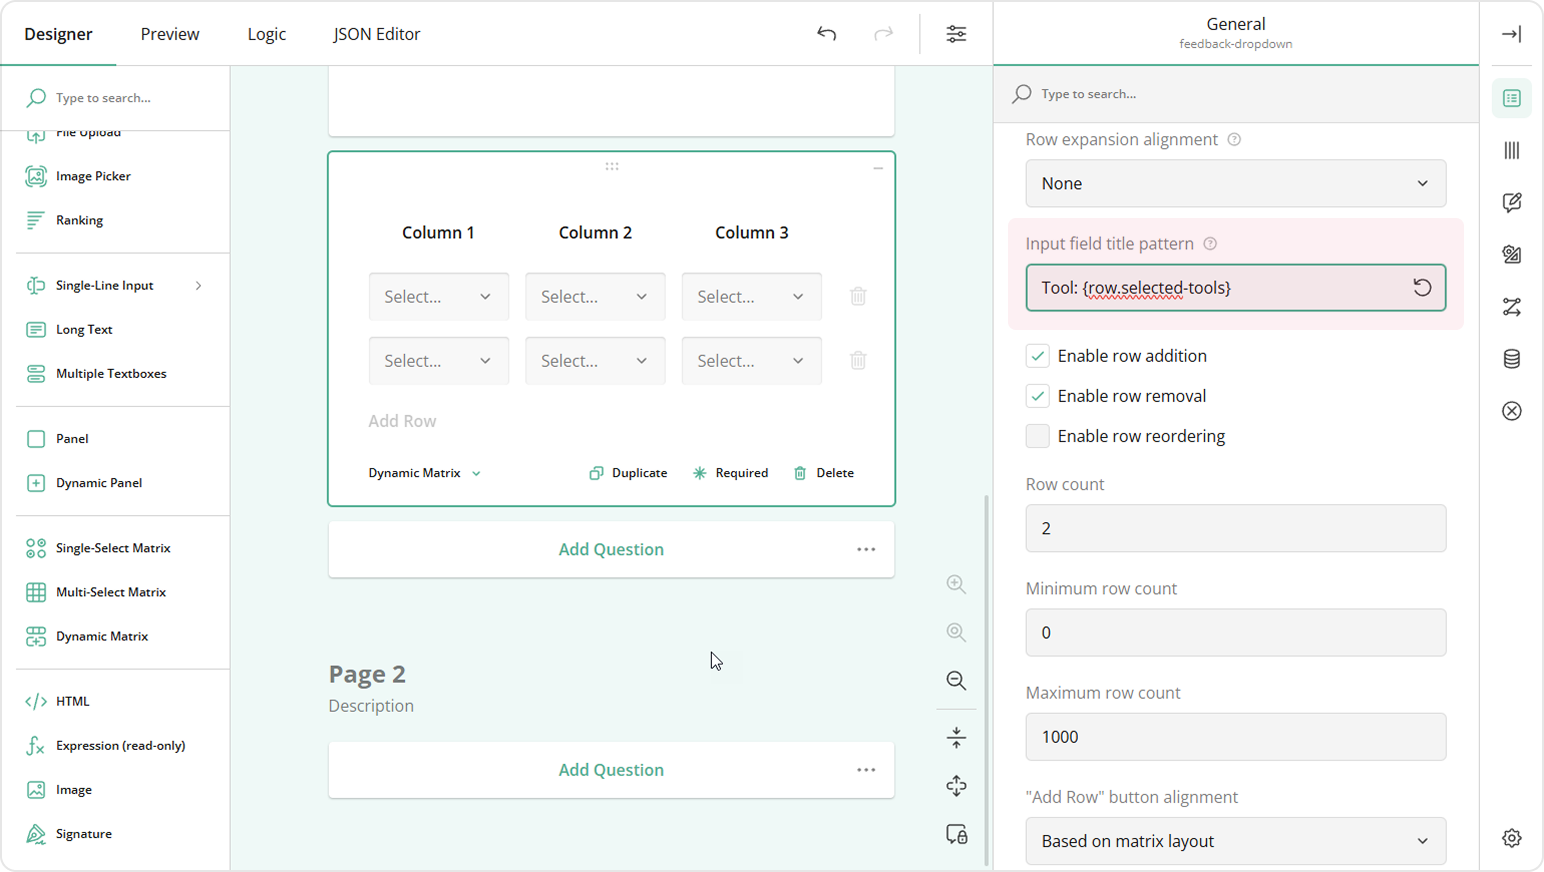 Designer
Preview
Logic
JSON Editor
General
feedback-dropdown
Type to search...
File Upload
Image Picker
Ranking
Single-Line Input
Long Text
Multiple Textboxes
Panel
Dynamic Panel
Single-Select Matrix
Multi-Select Matrix
Dynamic Matrix
HTML
Expression (read-only)
Image
Signature
Column 1
Column 2
Column 3
Select...
Select...
Select...
Select...
Select...
Select...
Add Row
Dynamic Matrix
Duplicate
Required
Delete
Add Question
Page 2
Description
Add Question
Type to search...
Row expansion alignment
None
Input field title pattern
Tool: {row.selected-tools}
Enable row addition
Enable row removal
Enable row reordering
Row count
2
Minimum row count
0
Maximum row count
1000
"Add Row" button alignment
Based on matrix layout